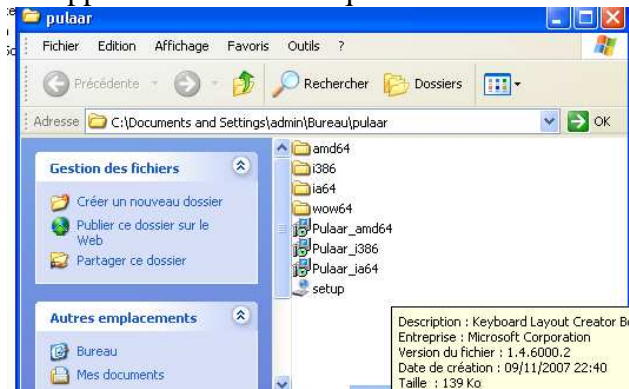 pulaar
Fichier Edition Affichage Favoris Outils ?
Précédente Rechercher Dossiers
Adresse C:\Documents and Settings\admin\Bureau\pulaar OK
Gestion des fichiers
Créer un nouveau dossier
Publier ce dossier sur le
Web
Partager ce dossier
Autres emplacements
Bureau
Mes documents
amd64
i386
ia64
wow64
Pulaar_amd64
Pulaar_i386
Pulaar_ia64
setup
Description : Keyboard Layout Creator
Entreprise : Microsoft Corporation
Version du fichier : 1.4.6000.2
Date de création : 09/11/2007 22:40
Taille : 139 Ko